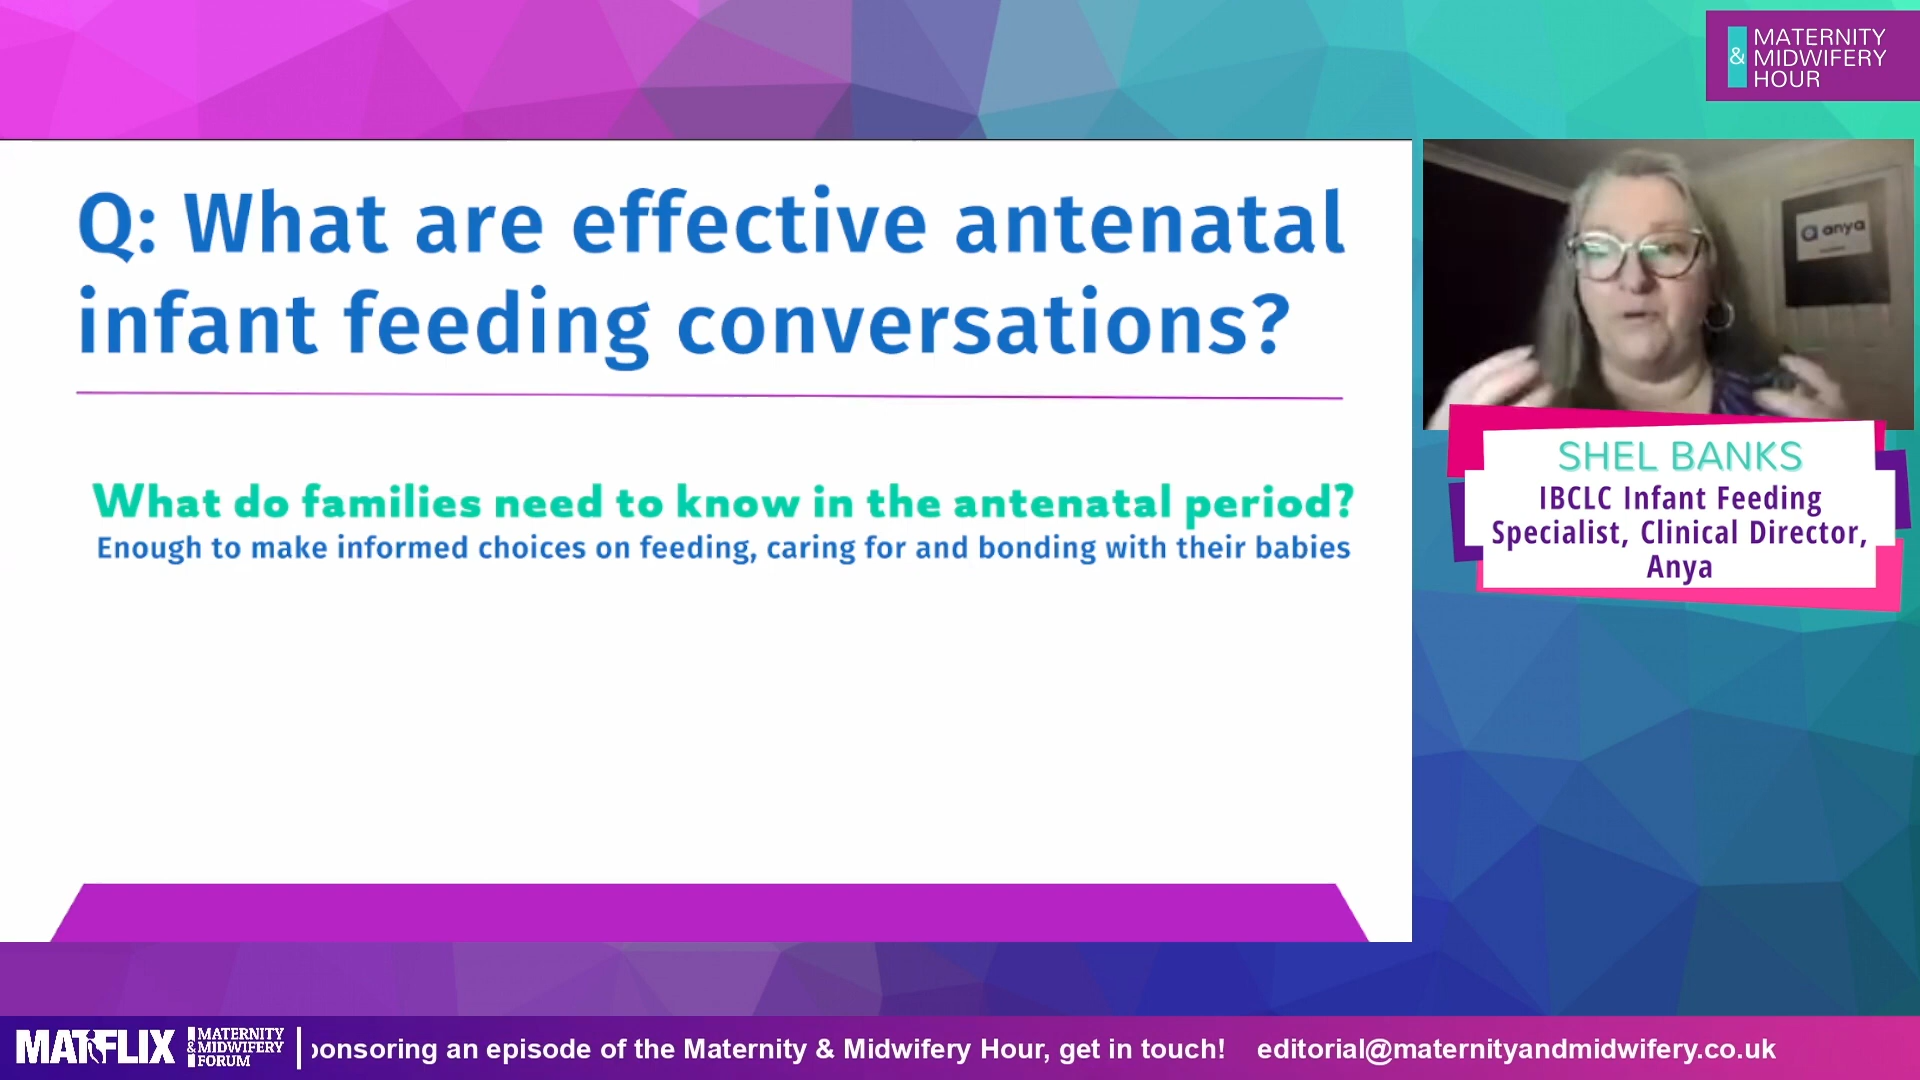 MATERNITY
& MIDWIFERY
HOUR
Q: What are effective antenatal
infant feeding conversations?
What do families need to know in the antenatal period?
Enough to make informed choices on feeding, caring for and bonding with their babies
anya
SHEL BANKS
IBCLC Infant Feeding
Specialist, Clinical Director,
Anya
MATFLIX
MATERNITY
& MIDWIFERY
FORUM
ponsoring an episode of the Maternity & Midwifery Hour, get in touch! editorial@maternityandmidwifery.co.uk